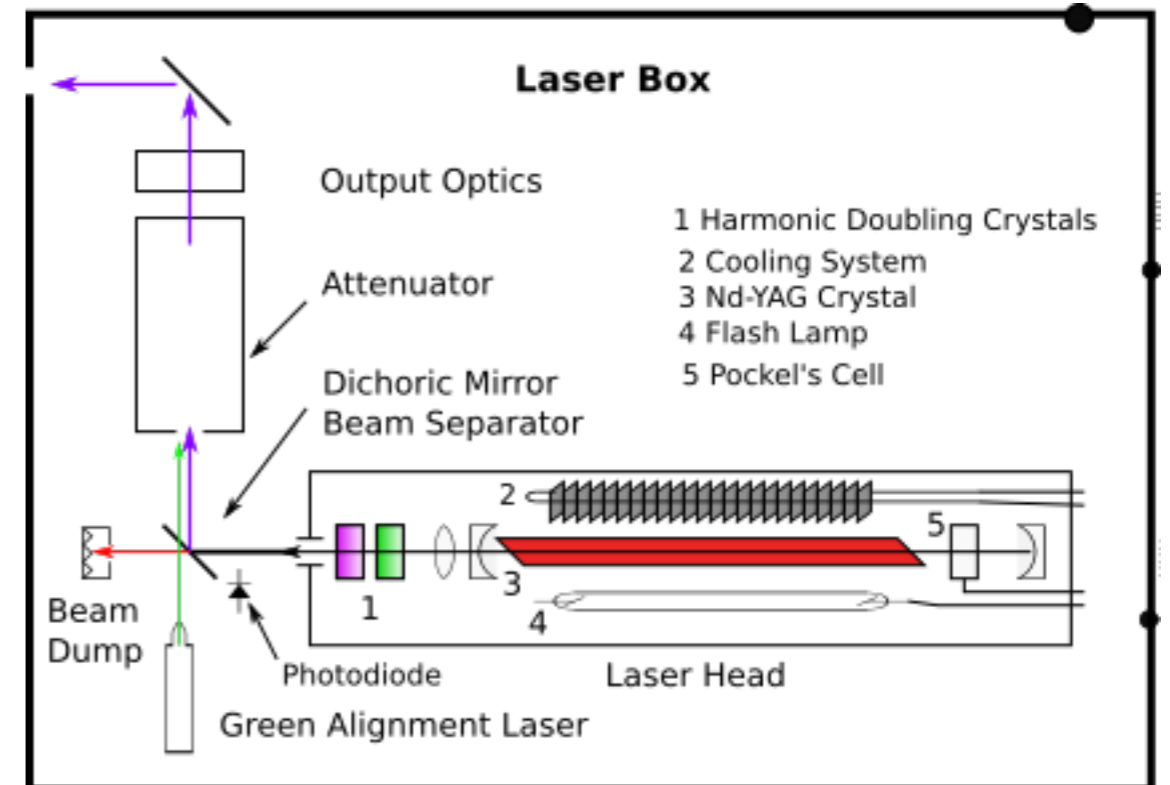 Laser Box
Output Optics
1 Harmonic Doubling Crystals
2 Cooling System
3 Nd-YAG Crystal
4 Flash Lamp
5 Pockel's Cell
Attenuator
Dichoric Mirror
Beam Separator
2
5
3
1
4
Beam
Dump
Photodiode
Laser Head
Green Alignment Laser